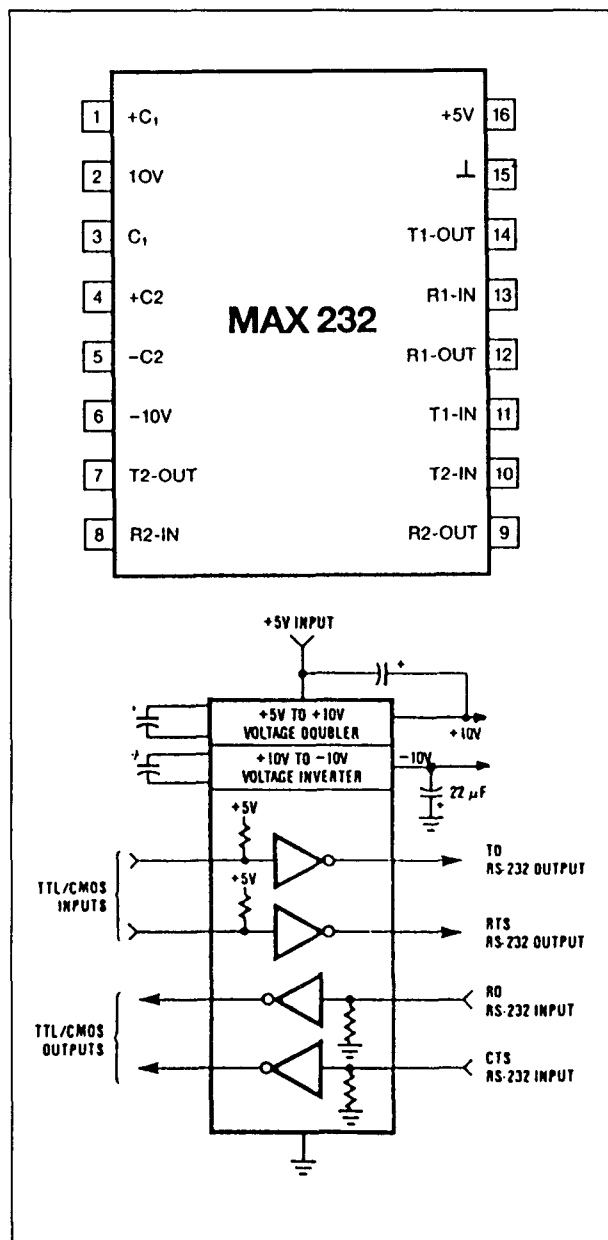 1 +C₁
2 10V
3 C₁
4 +C2
5 -C2
6 -10V
7 T2-OUT
8 R2-IN
MAX 232
+5V 16
⊥ 15
T1-OUT 14
R1-IN 13
R1-OUT 12
T1-IN 11
T2-IN 10
R2-OUT 9
+5V INPUT
+
+
+5V TO +10V
VOLTAGE DOUBLER
+10V
+
+10V TO -10V
VOLTAGE INVERTER
-10V
22 µF
+
+5V
+5V
TTL/CMOS
INPUTS
TD
RS-232 OUTPUT
RTS
RS-232 OUTPUT
TTL/CMOS
OUTPUTS
RD
RS-232 INPUT
CTS
RS-232 INPUT